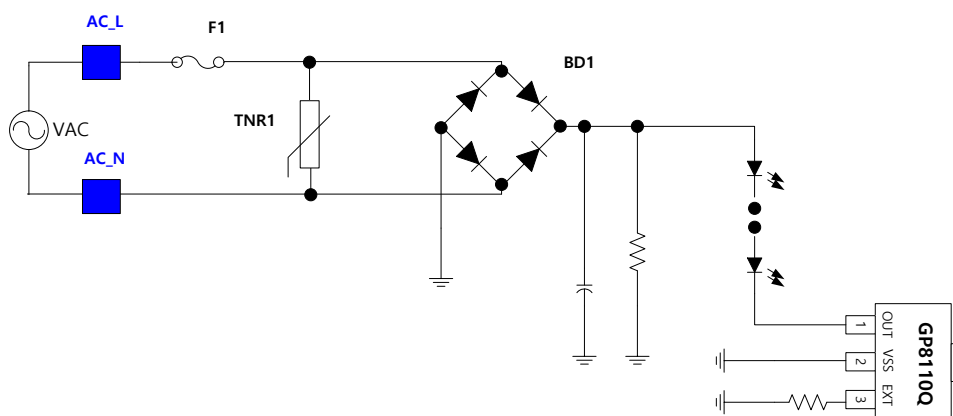 AC_L
F1
BD1
TNR1
VAC
AC_N
1 OUT
2 VSS
3 EXT
GP8110Q